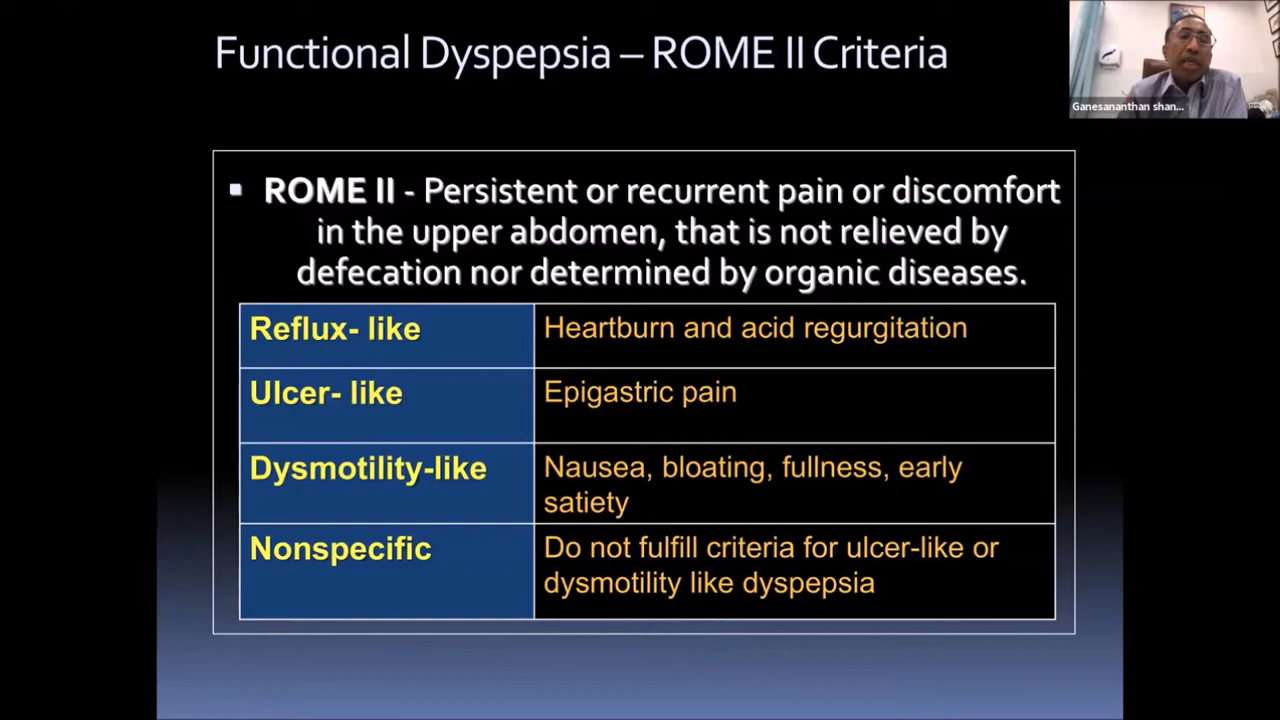 Functional Dyspepsia – ROME II Criteria
Ganesananthan shan...
▪ ROME II - Persistent or recurrent pain or discomfort
in the upper abdomen, that is not relieved by
defecation nor determined by organic diseases.
Reflux- like
Heartburn and acid regurgitation
Ulcer- like
Epigastric pain
Dysmotility-like
Nausea, bloating, fullness, early
satiety
Nonspecific
Do not fulfill criteria for ulcer-like or
dysmotility like dyspepsia